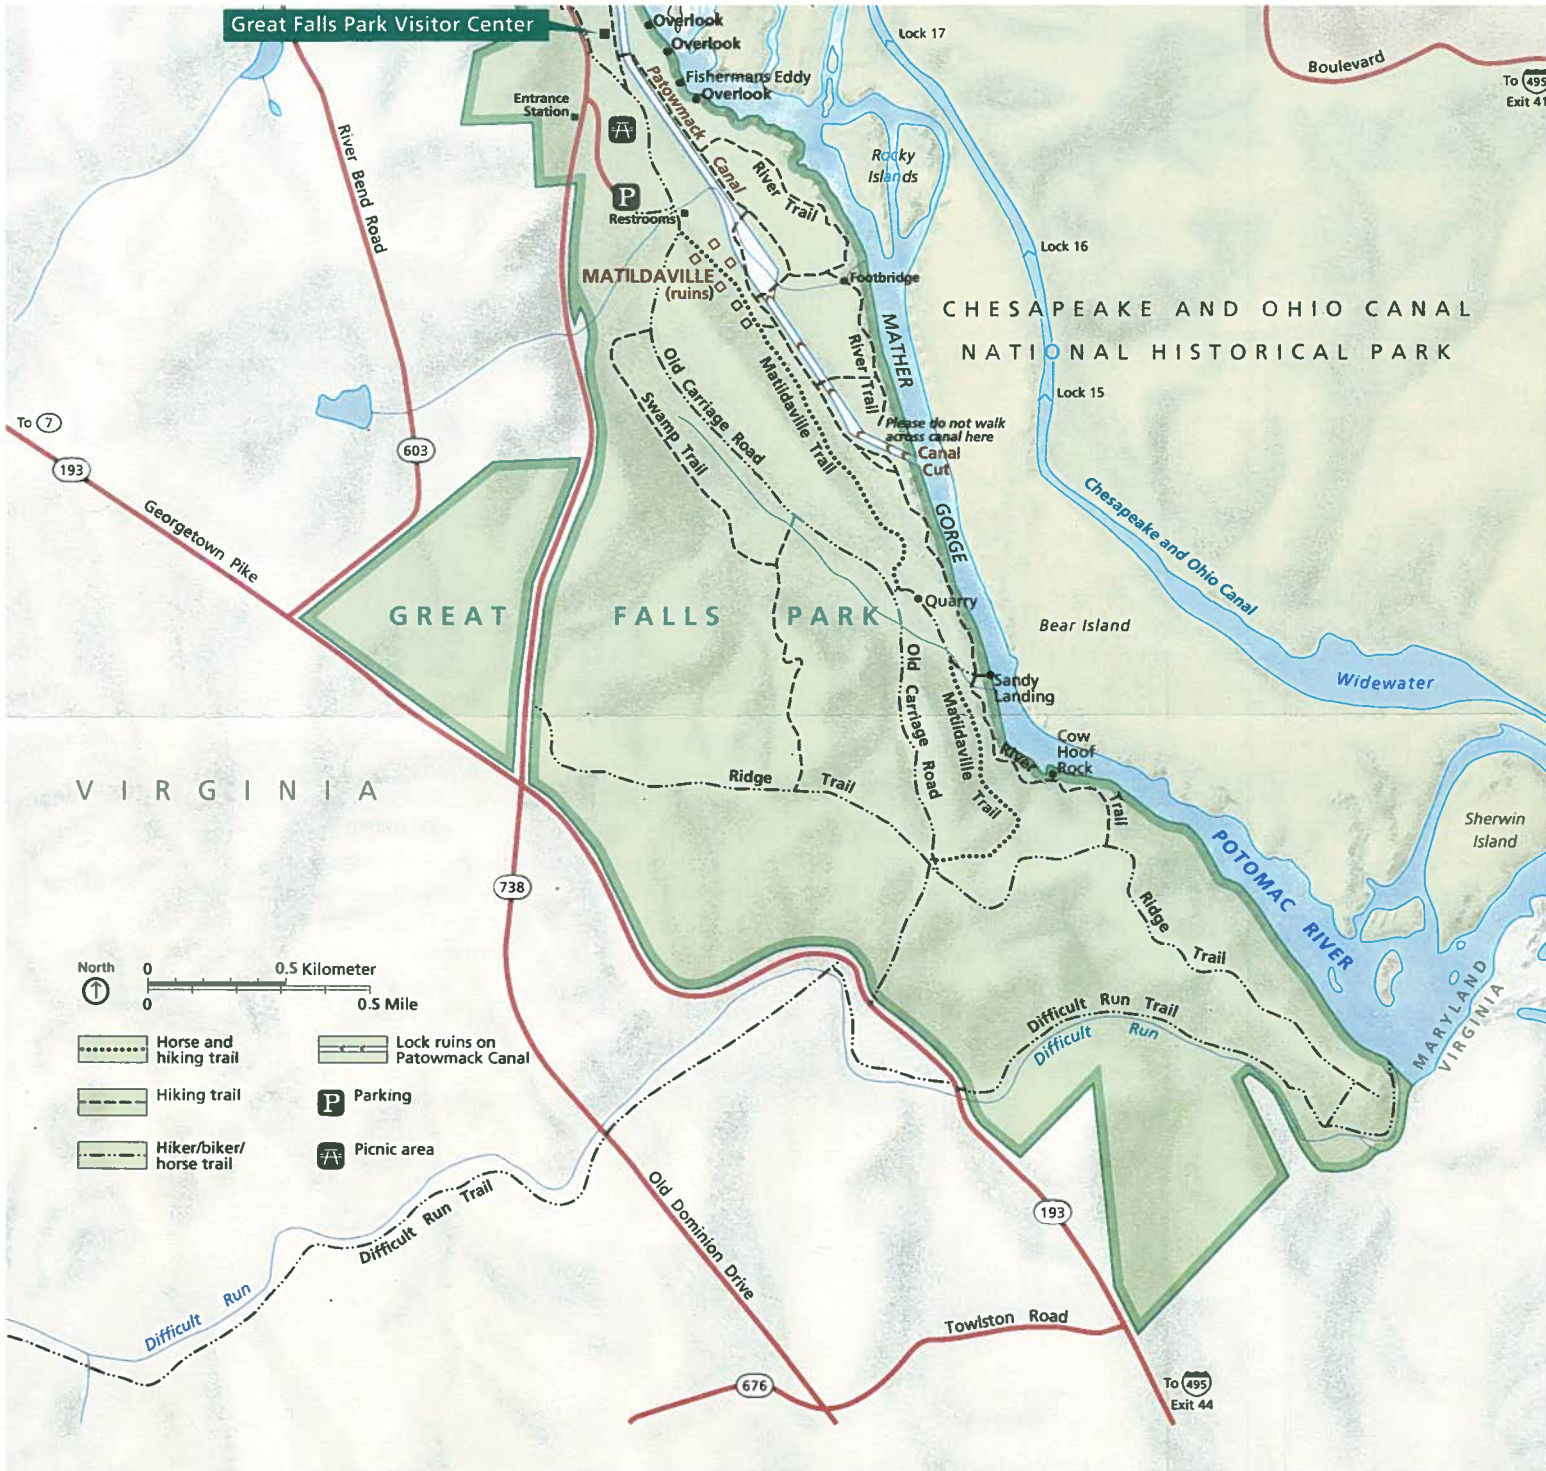 Great Falls Park Visitor Center
Overlook
Overlook
Fishermans Eddy
Overlook
Lock 17
Boulevard
To 495
Exit 41
Entrance
Station
Patowmack Canal
River Bend Road
River Trail
Rocky
Islands
P
Restrooms
Lock 16
MATILDAVILLE
(ruins)
Footbridge
CHESAPEAKE AND OHIO CANAL
NATIONAL HISTORICAL PARK
MATHER GORGE
River Trail
Old Carriage Road
Matildaville Trail
Swamp Trail
Lock 15
To 7
193
603
Please do not walk
across canal here
Canal
Cut
Georgetown Pike
Chesapeake and Ohio Canal
GREAT FALLS PARK
Quarry
Bear Island
Old Carriage Road
Matildaville Trail
Sandy
Landing
Widewater
VIRGINIA
Ridge Trail
River Trail
Cow
Hoof
Rock
Sherwin
Island
POTOMAC RIVER
738
Ridge Trail
MARYLAND
VIRGINIA
North
0 0.5 Kilometer
0 0.5 Mile
Difficult Run Trail
Difficult Run
Horse and
hiking trail
Lock ruins on
Patowmack Canal
Hiking trail
P Parking
Hiker/biker/
horse trail
Picnic area
Difficult Run Trail
Old Dominion Drive
193
Difficult Run
Towlston Road
676
To 495
Exit 44